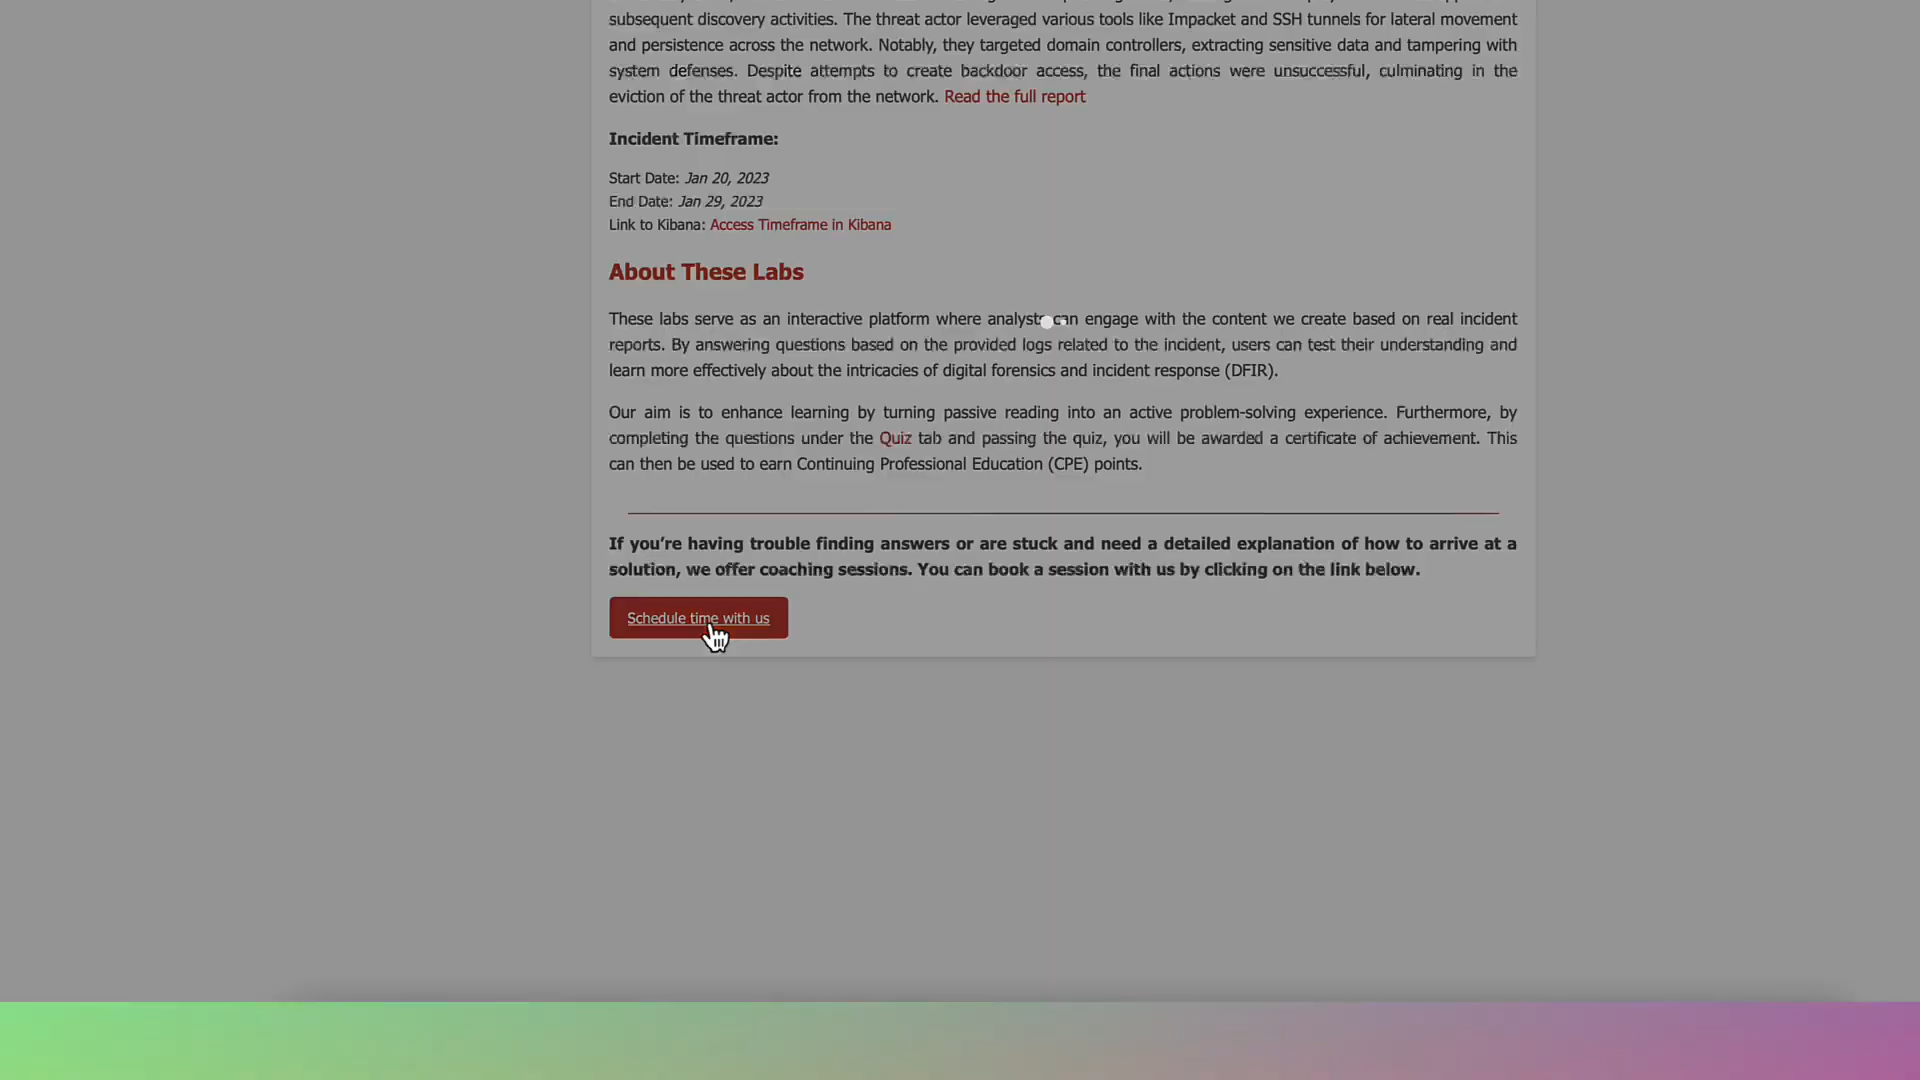 subsequent discovery activities. The threat actor leveraged various tools like Impacket and SSH tunnels for lateral movement
and persistence across the network. Notably, they targeted domain controllers, extracting sensitive data and tampering with
system defenses. Despite attempts to create backdoor access, the final actions were unsuccessful, culminating in the
eviction of the threat actor from the network. Read the full report
Incident Timeframe:
Start Date: Jan 20, 2023
End Date: Jan 29, 2023
Link to Kibana: Access Timeframe in Kibana
About These Labs
These labs serve as an interactive platform where analysts can engage with the content we create based on real incident
reports. By answering questions based on the provided logs related to the incident, users can test their understanding and
learn more effectively about the intricacies of digital forensics and incident response (DFIR).
Our aim is to enhance learning by turning passive reading into an active problem-solving experience. Furthermore, by
completing the questions under the Quiz tab and passing the quiz, you will be awarded a certificate of achievement. This
can then be used to earn Continuing Professional Education (CPE) points.
If you’re having trouble finding answers or are stuck and need a detailed explanation of how to arrive at a
solution, we offer coaching sessions. You can book a session with us by clicking on the link below.
Schedule time with us